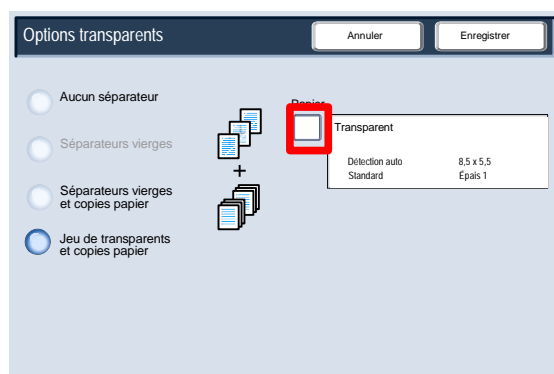 Options transparents
Annuler
Enregistrer
Aucun séparateur
Séparateurs vierges
Séparateurs vierges
et copies papier
Jeu de transparents
et copies papier
+
Papier
Transparent
Détection auto 8,5 x 5,5
Standard Épais 1